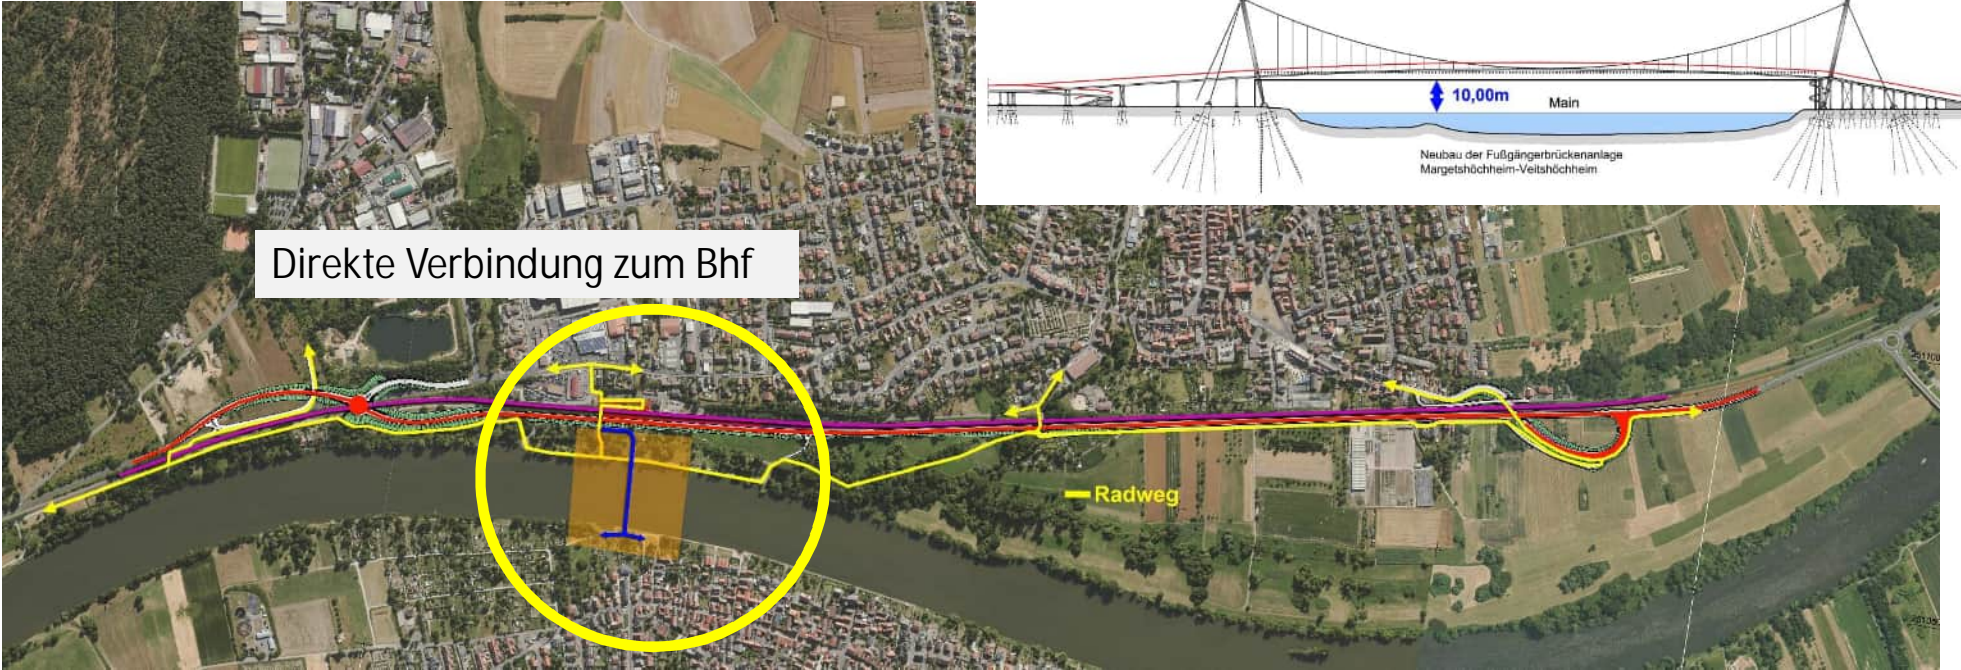 10,00m
Main
Neubau der Fußgängerbrückenanlage
Margetshöchheim-Veitshöchheim
Direkte Verbindung zum Bhf
Radweg